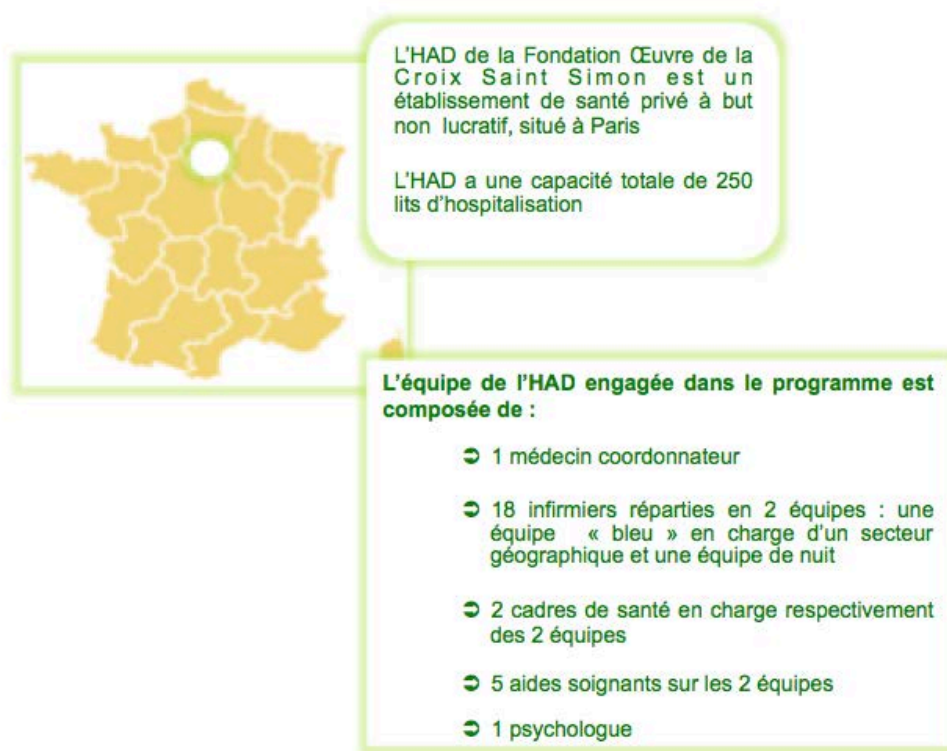 L'HAD de la Fondation Œuvre de la
Croix Saint Simon est un
établissement de santé privé à but
non lucratif, situé à Paris
L'HAD a une capacité totale de 250
lits d'hospitalisation
L'équipe de l'HAD engagée dans le programme est
composée de :
➲ 1 médecin coordonnateur
➲ 18 infirmiers réparties en 2 équipes : une
équipe « bleu » en charge d'un secteur
géographique et une équipe de nuit
➲ 2 cadres de santé en charge respectivement
des 2 équipes
➲ 5 aides soignants sur les 2 équipes
➲ 1 psychologue